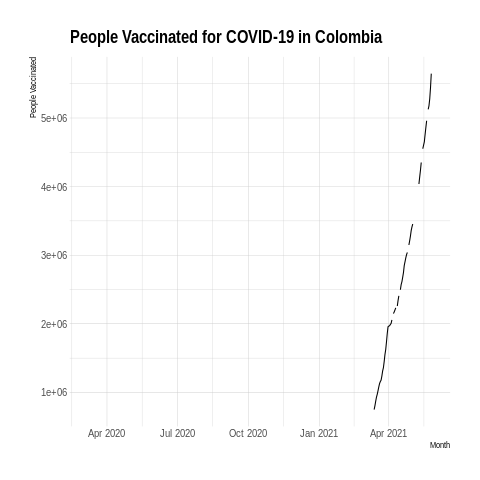 People Vaccinated for COVID-19 in Colombia
People Vaccinated
5e+06
4e+06
3e+06
2e+06
1e+06
Apr 2020 Jul 2020 Oct 2020 Jan 2021 Apr 2021
Month